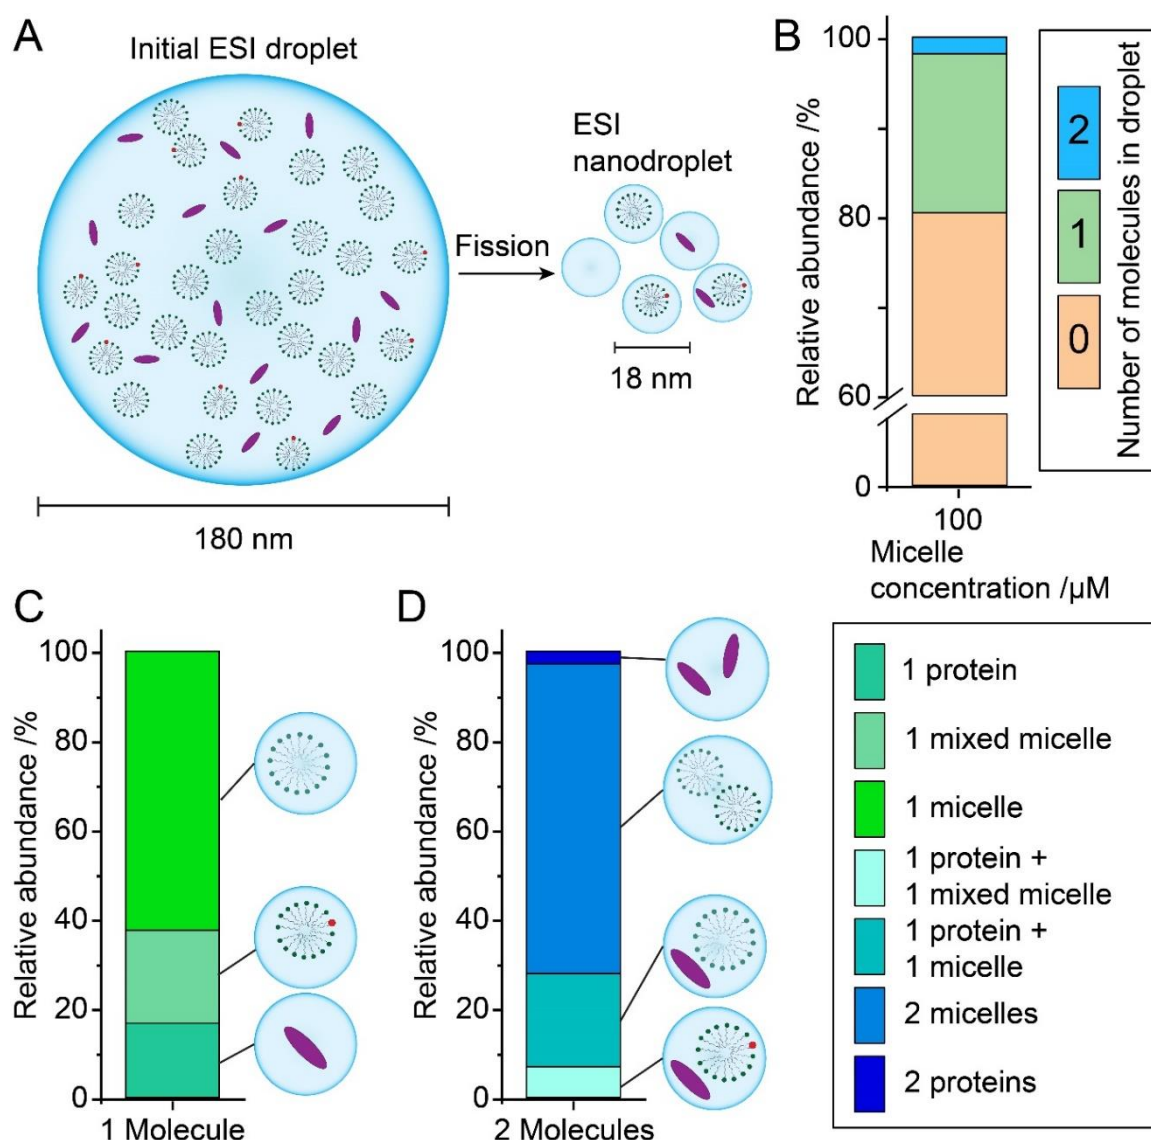 A
Initial ESI droplet
ESI
nanodroplet
Fission
18 nm
180 nm
B
Relative abundance /%
100
80
60
0
100
Micelle
concentration /µM
2
1
0
Number of molecules in droplet
C
Relative abundance /%
100
80
60
40
20
0
1 Molecule
D
Relative abundance /%
100
80
60
40
20
0
2 Molecules
1 protein
1 mixed micelle
1 micelle
1 protein +
1 mixed micelle
1 protein +
1 micelle
2 micelles
2 proteins